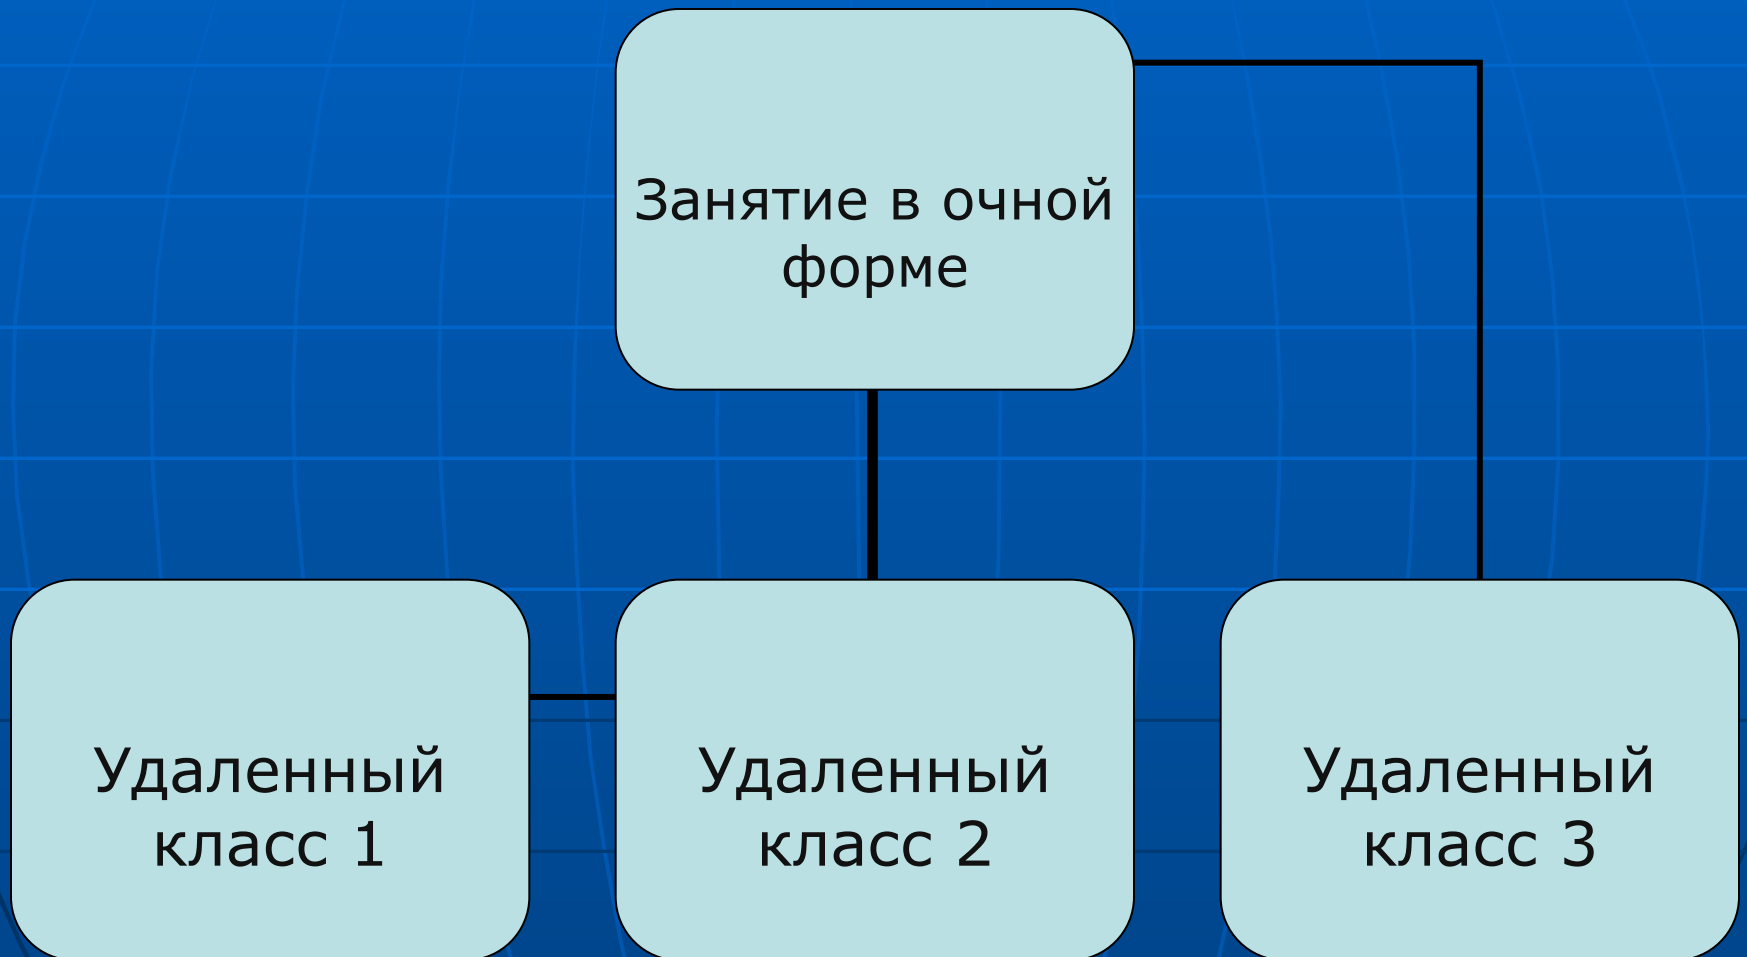 Занятие в очной
форме
Удаленный
класс 1
Удаленный
класс 2
Удаленный
класс 3